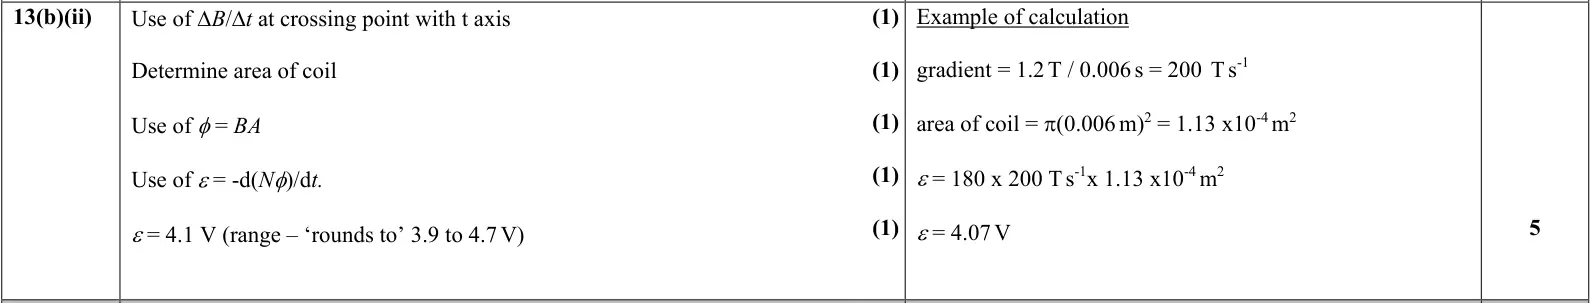 13(b)(ii)
Use of ΔB/Δt at crossing point with t axis (1)
Determine area of coil (1)
Use of ϕ = BA (1)
Use of ε = -d(Nϕ)/dt. (1)
ε = 4.1 V (range – ‘rounds to’ 3.9 to 4.7 V) (1)
Example of calculation
gradient = 1.2 T / 0.006 s = 200 T s⁻¹
area of coil = π(0.006 m)² = 1.13 x10⁻⁴ m²
ε = 180 x 200 T s⁻¹x 1.13 x10⁻⁴ m²
ε = 4.07 V
5